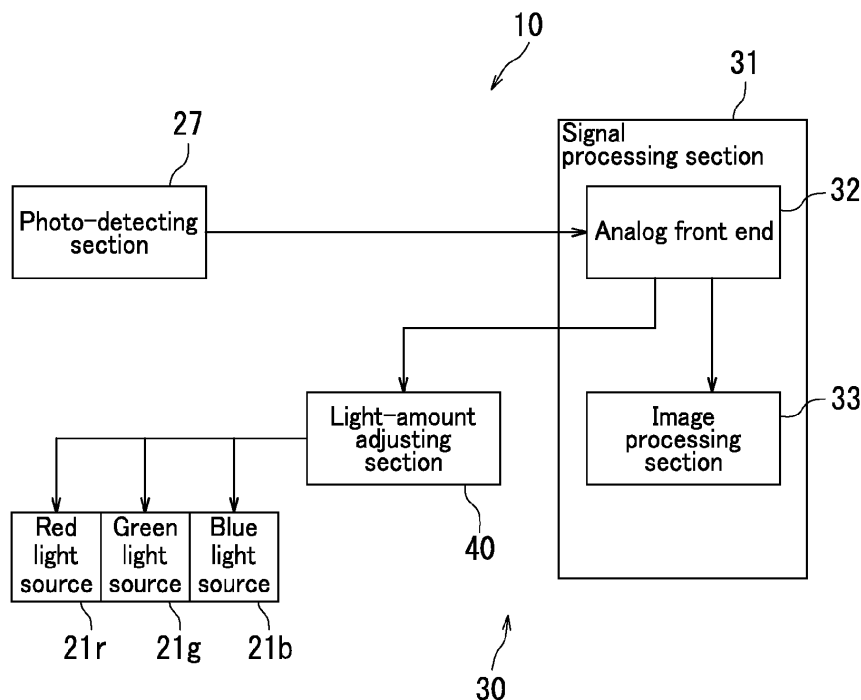 10
31
27
Signal
processing section
32
Photo-detecting
section
Analog front end
33
Light-amount
adjusting
section
Image
processing
section
40
Red
light
source
Green
light
source
Blue
light
source
21r
21g
21b
30